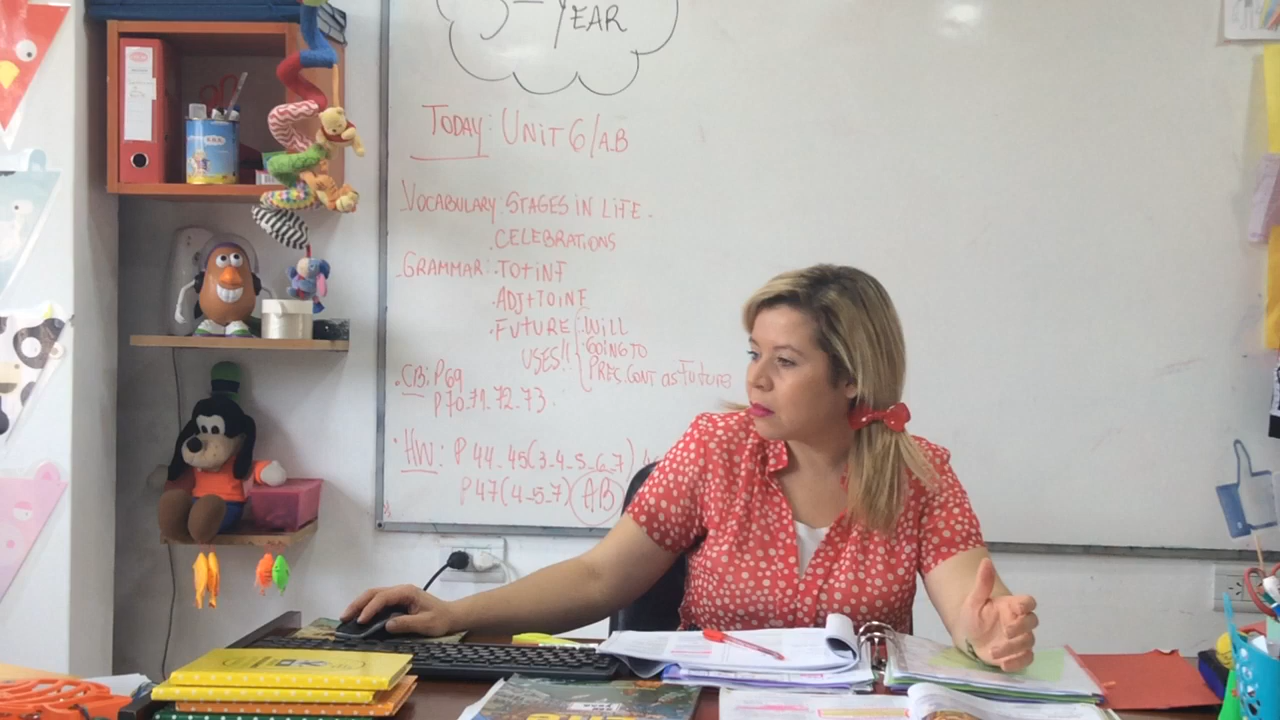 YEAR
TODAY: UNIT 6/A.B
VOCABULARY: STAGES IN LIFE.
.CELEBRATIONS
.GRAMMAR: .TO+INF
.ADJ+TO INF
.FUTURE .WILL
USES!! .GOING TO
PRES.CONT as Future
.CB: P69
P70-71-72-73.
.HW: P 44-45(3-4-5-6-7)
P47(4-5-7) AB